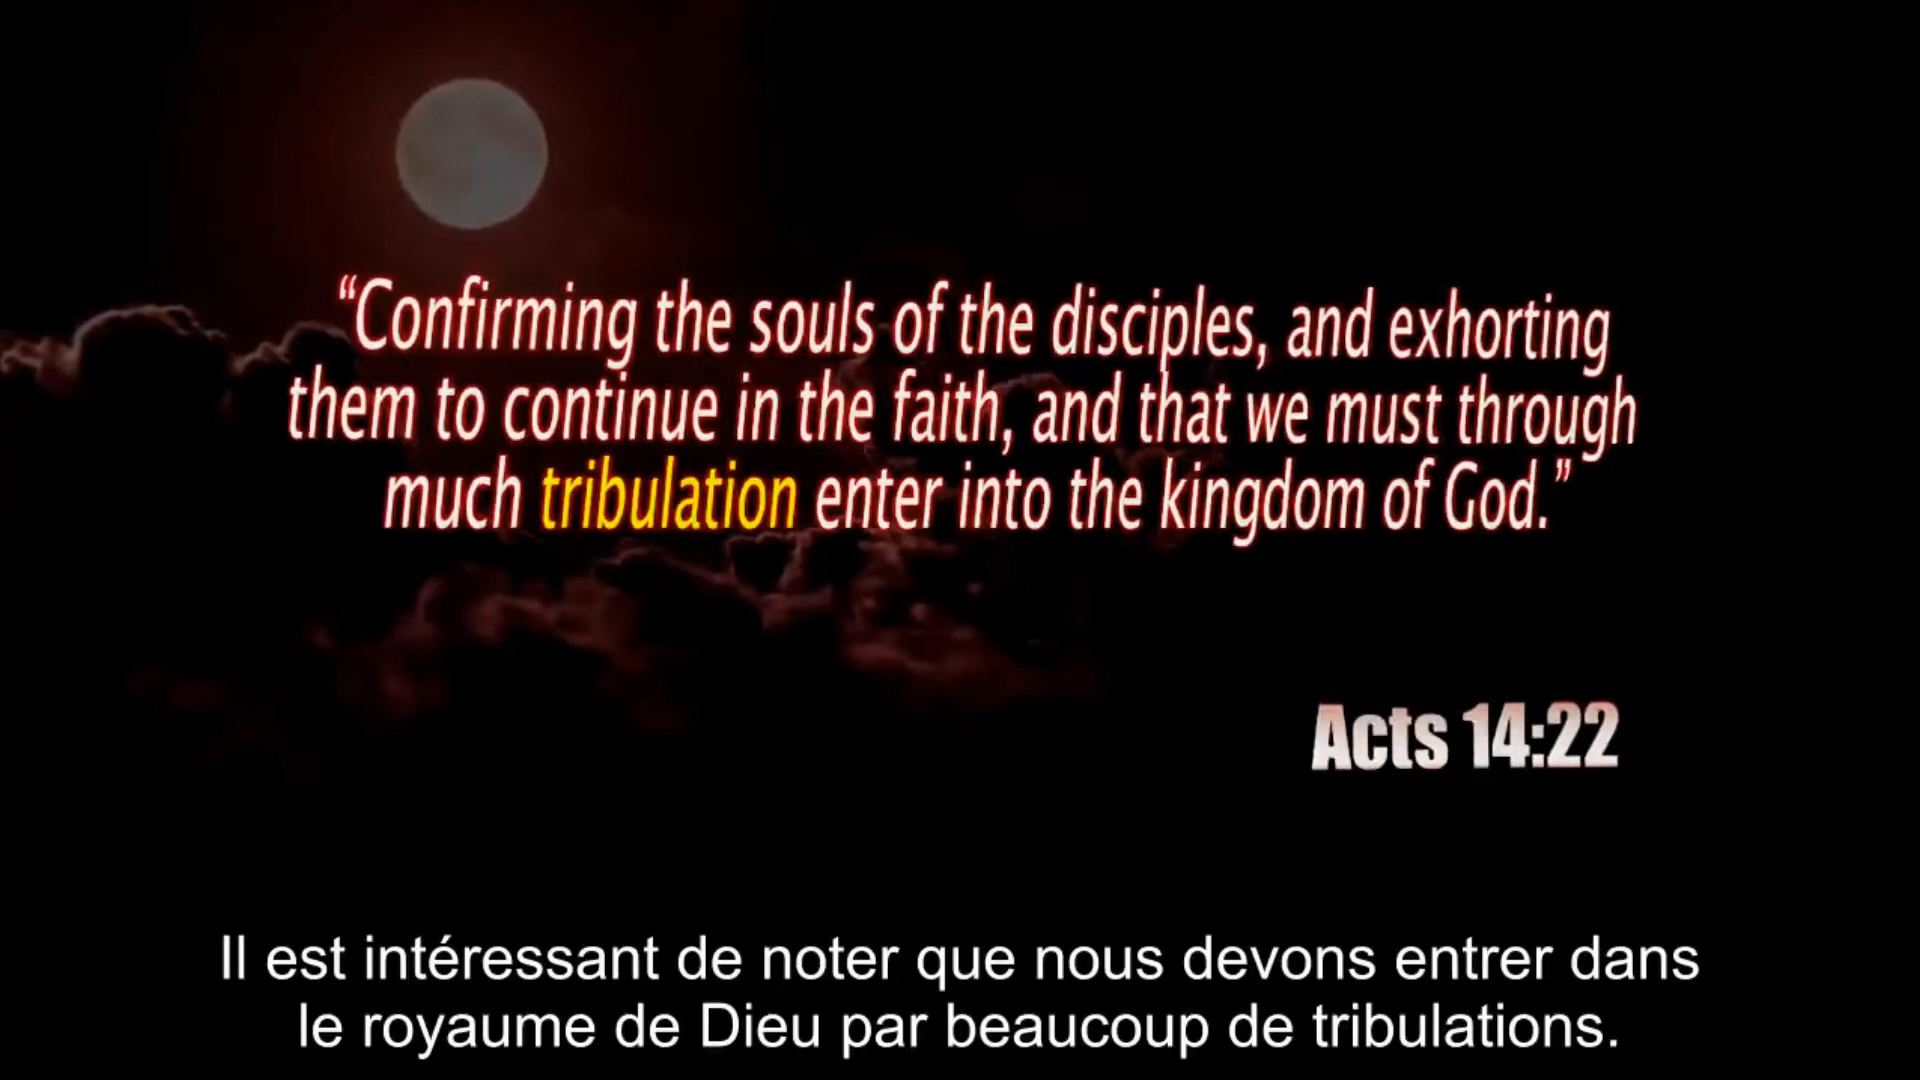 “Confirming the souls of the disciples, and exhorting
them to continue in the faith, and that we must through
much tribulation enter into the kingdom of God.”
Acts 14:22
Il est intéressant de noter que nous devons entrer dans
le royaume de Dieu par beaucoup de tribulations.